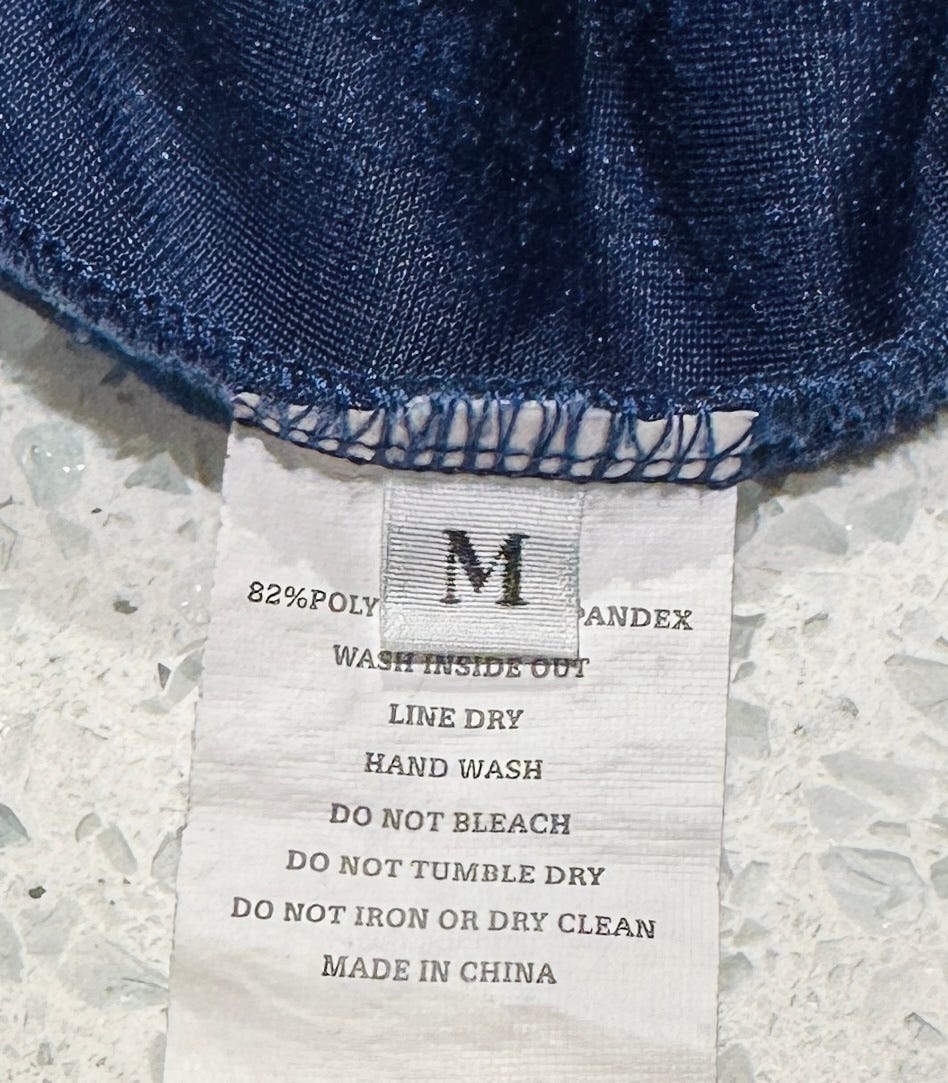 M
82%POLY PANDEX
WASH INSIDE OUT
LINE DRY
HAND WASH
DO NOT BLEACH
DO NOT TUMBLE DRY
DO NOT IRON OR DRY CLEAN
MADE IN CHINA